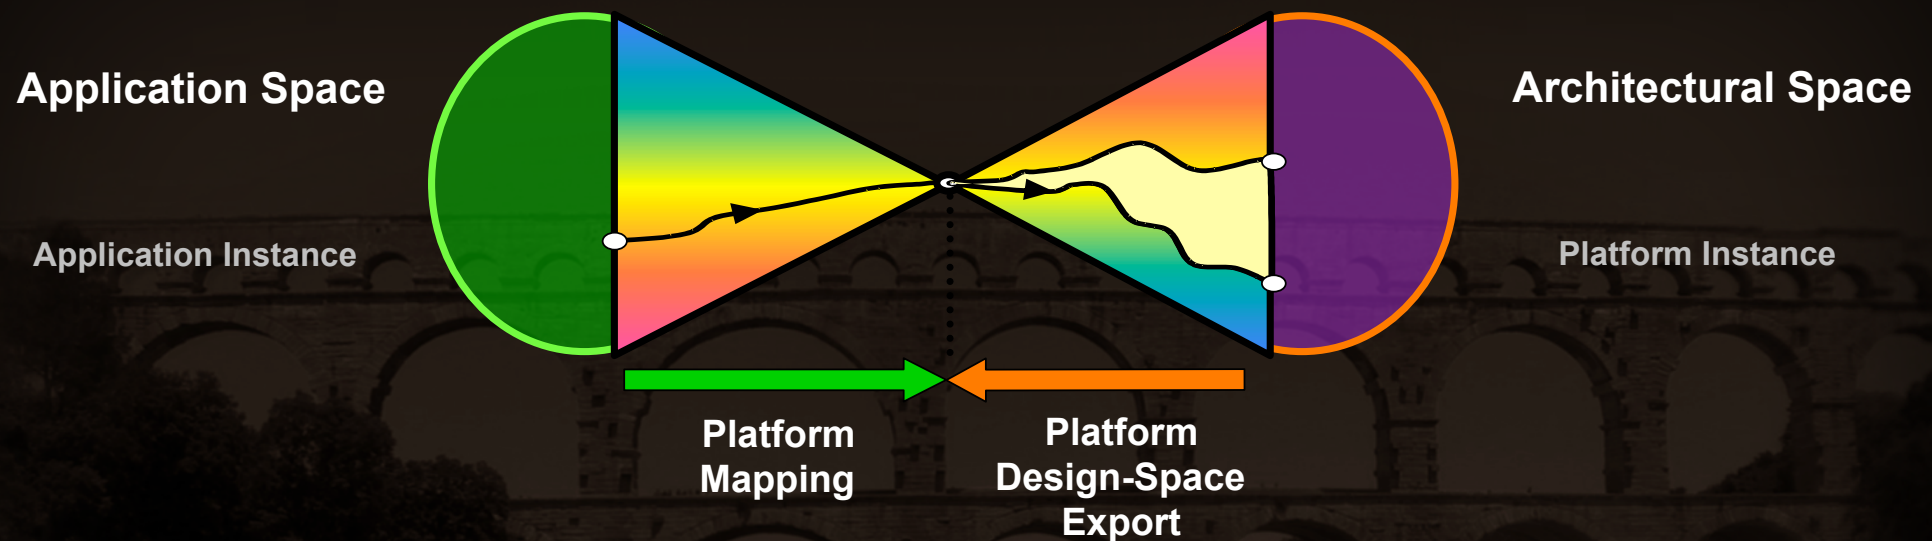 Application Space
Architectural Space
Application Instance
Platform Instance
Platform
Mapping
Platform
Design-Space
Export